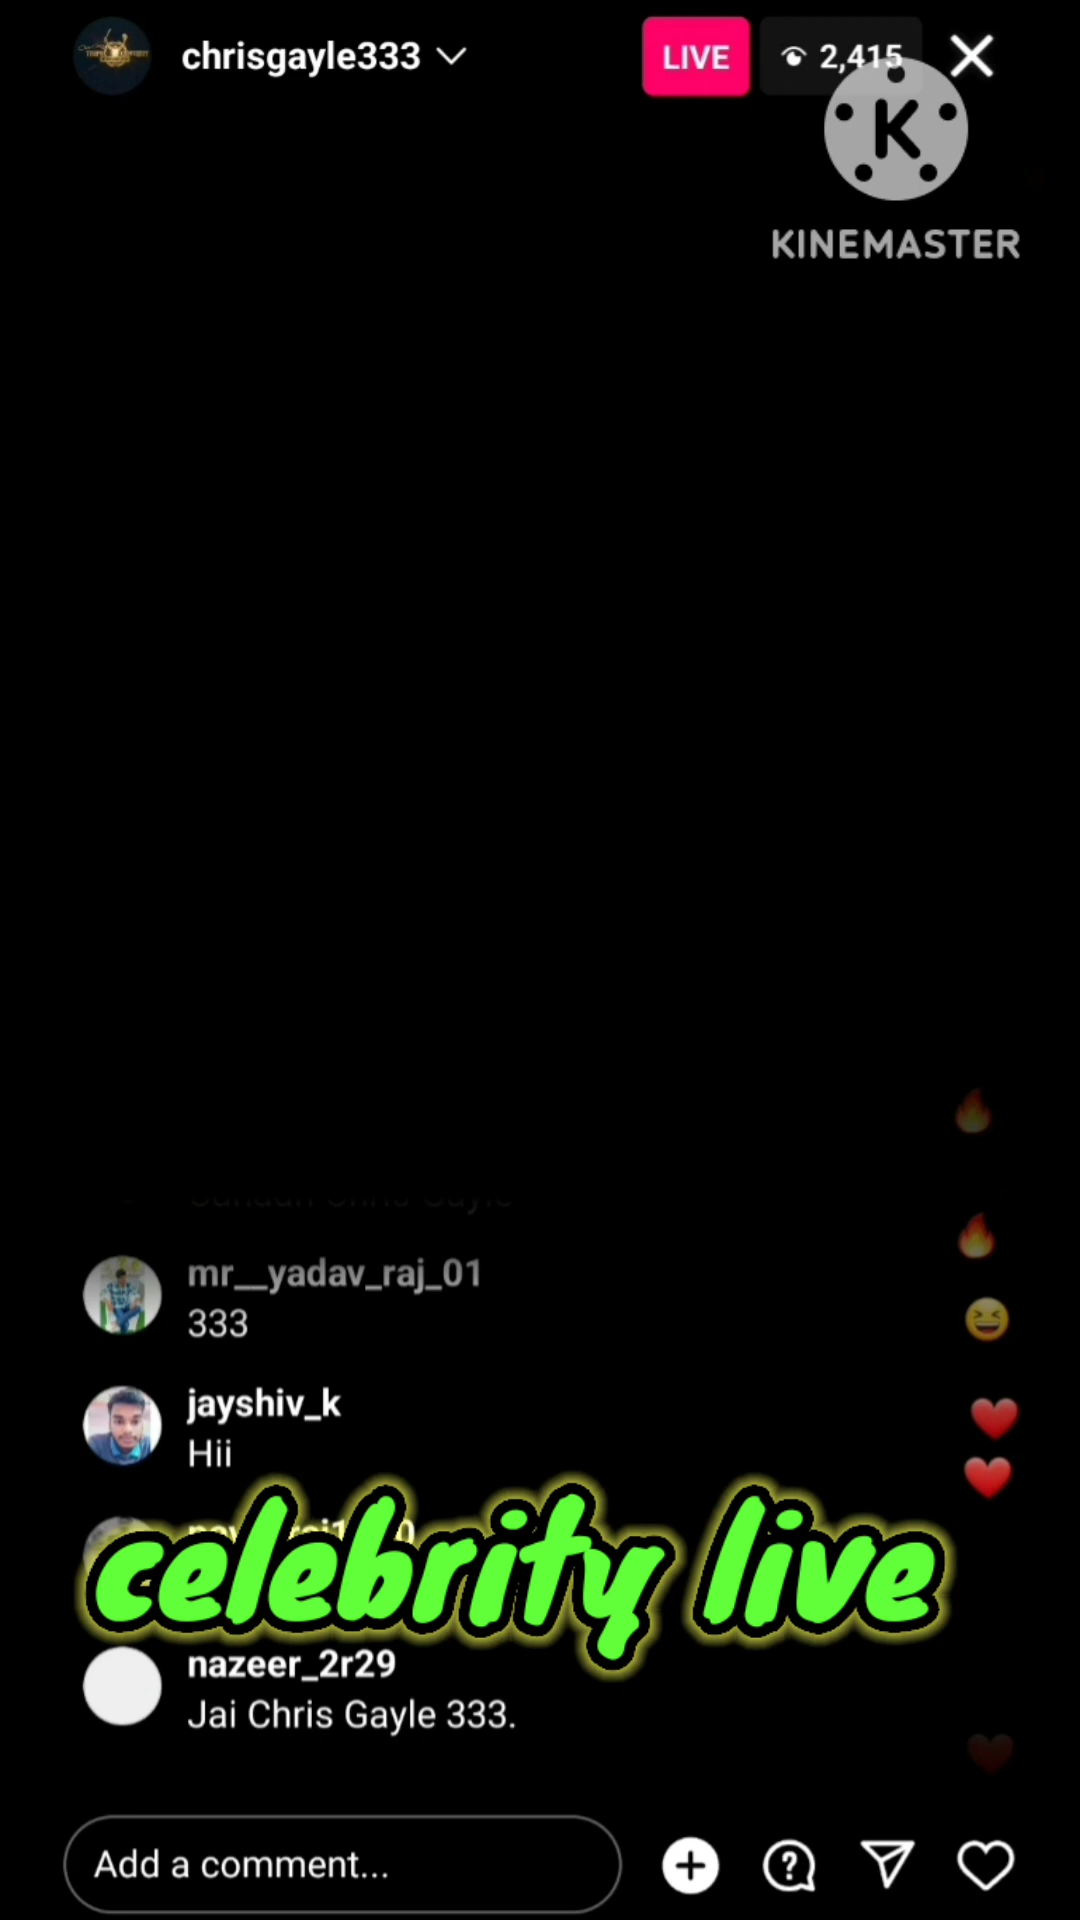 chrisgayle333
LIVE
2,415
K
KINEMASTER
mr__yadav_raj_01
333
jayshiv_k
Hii
celebrity live
nazeer_2r29
Jai Chris Gayle 333.
Add a comment...